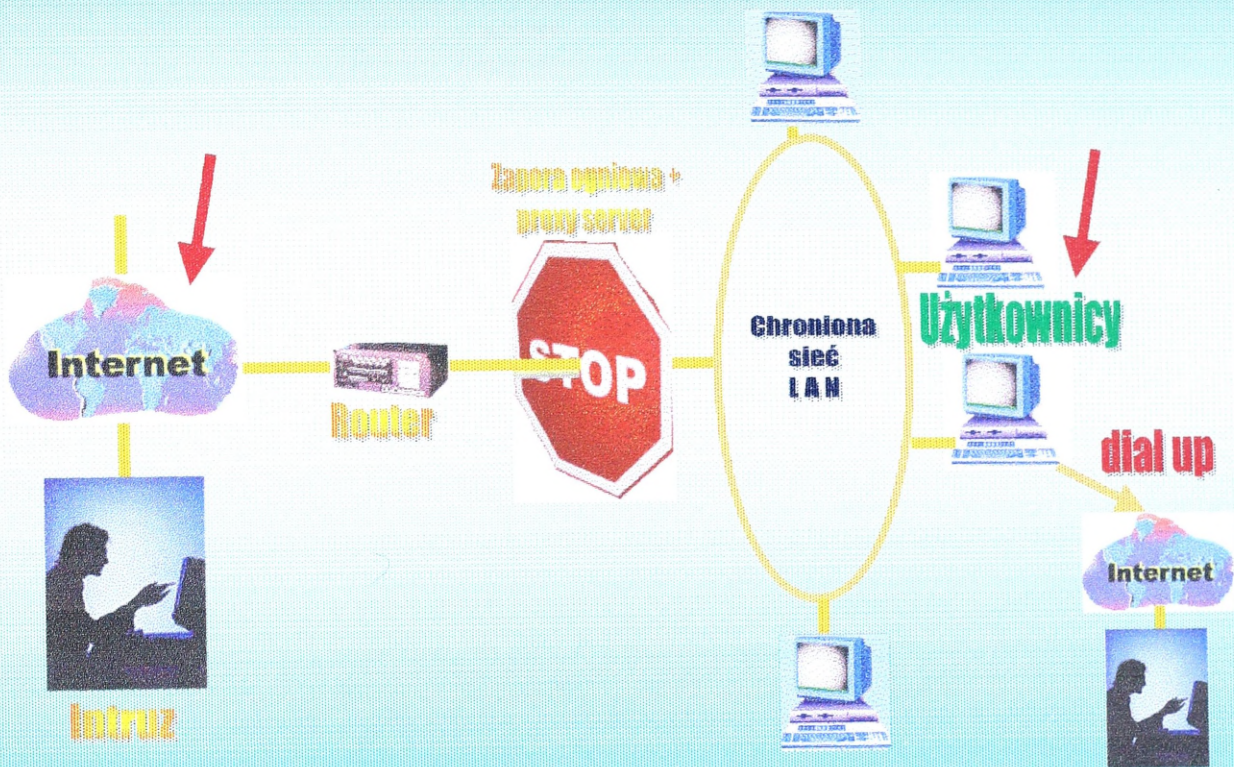 Zapora ogniowa +
proxy server
Internet
Router
STOP
Chroniona
sieć
LAN
Użytkownicy
dial up
Internet
Intruz